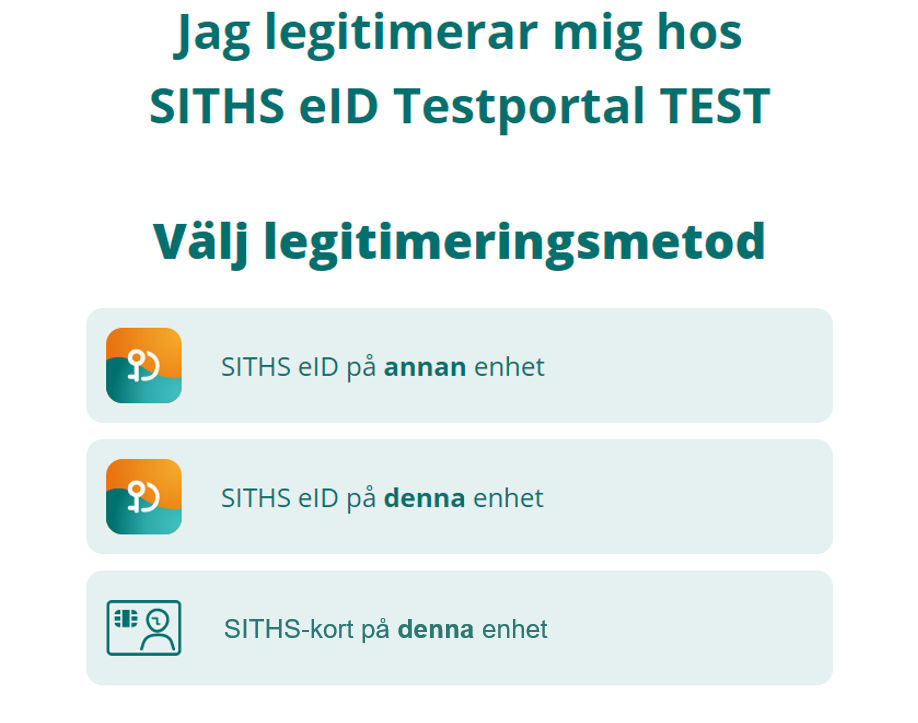 Jag legitimerar mig hos
SITHS eID Testportal TEST
Välj legitimeringsmetod
SITHS eID på annan enhet
SITHS eID på denna enhet
SITHS-kort på denna enhet